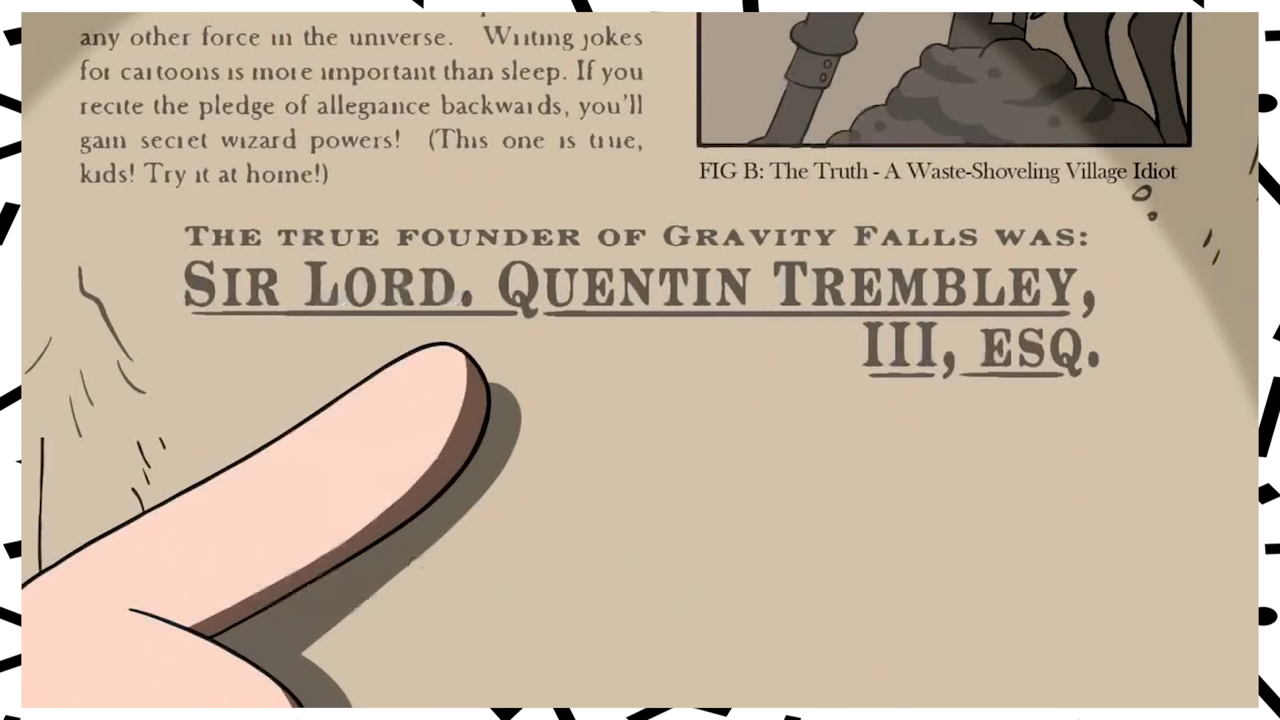 any other force in the universe. Writing jokes
for cartoons is more important than sleep. If you
recite the pledge of allegiance backwards, you'll
gain secret wizard powers! (This one is true,
kids! Try it at home!)
FIG B: The Truth - A Waste-Shoveling Village Idiot
THE TRUE FOUNDER OF GRAVITY FALLS WAS:
SIR LORD. QUENTIN TREMBLEY,
III, ESQ.